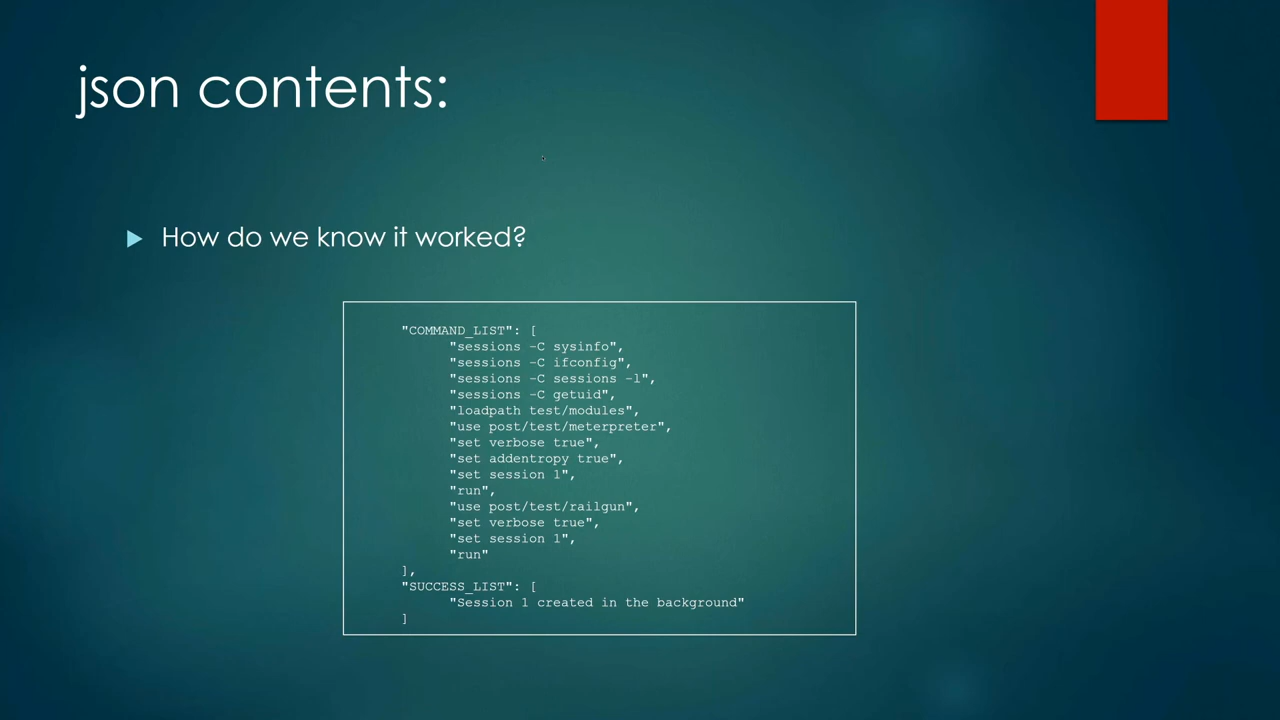 json contents:
How do we know it worked?
"COMMAND_LIST": [
"sessions -C sysinfo",
"sessions -C ifconfig",
"sessions -C sessions -l",
"sessions -C getuid",
"loadpath test/modules",
"use post/test/meterpreter",
"set verbose true",
"set addentropy true",
"set session 1",
"run",
"use post/test/railgun",
"set verbose true",
"set session 1",
"run"
],
"SUCCESS_LIST": [
"Session 1 created in the background"
]